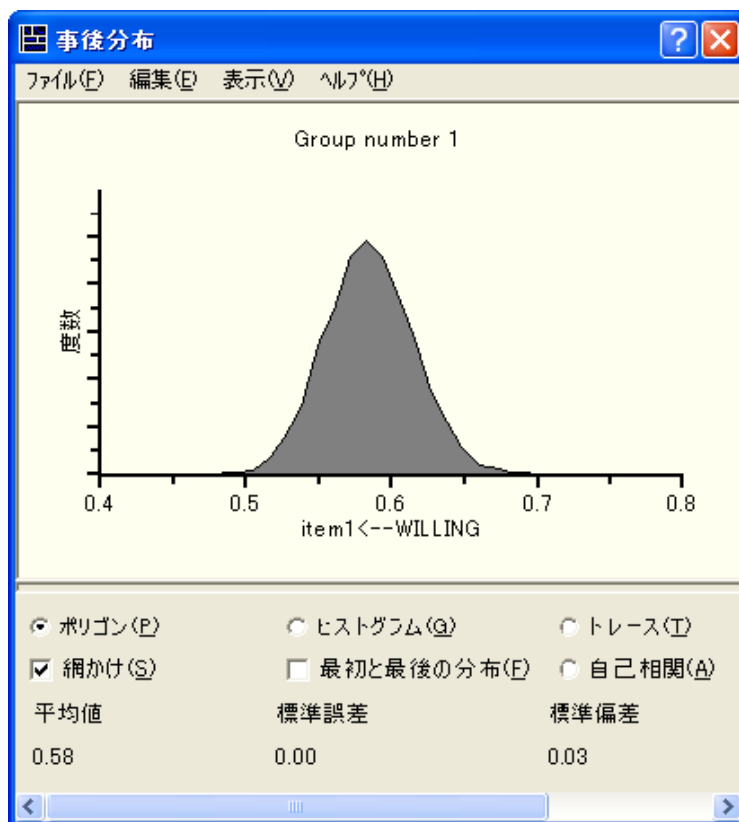 事後分布
ファイル(F) 編集(E) 表示(V) ヘルプ(H)
Group number 1
度数
0.4 0.5 0.6 0.7 0.8
item1<--WILLING
ポリゴン(P) ヒストグラム(G) トレース(T)
網かけ(S) 最初と最後の分布(F) 自己相関(A)
平均値 標準誤差 標準偏差
0.58 0.00 0.03